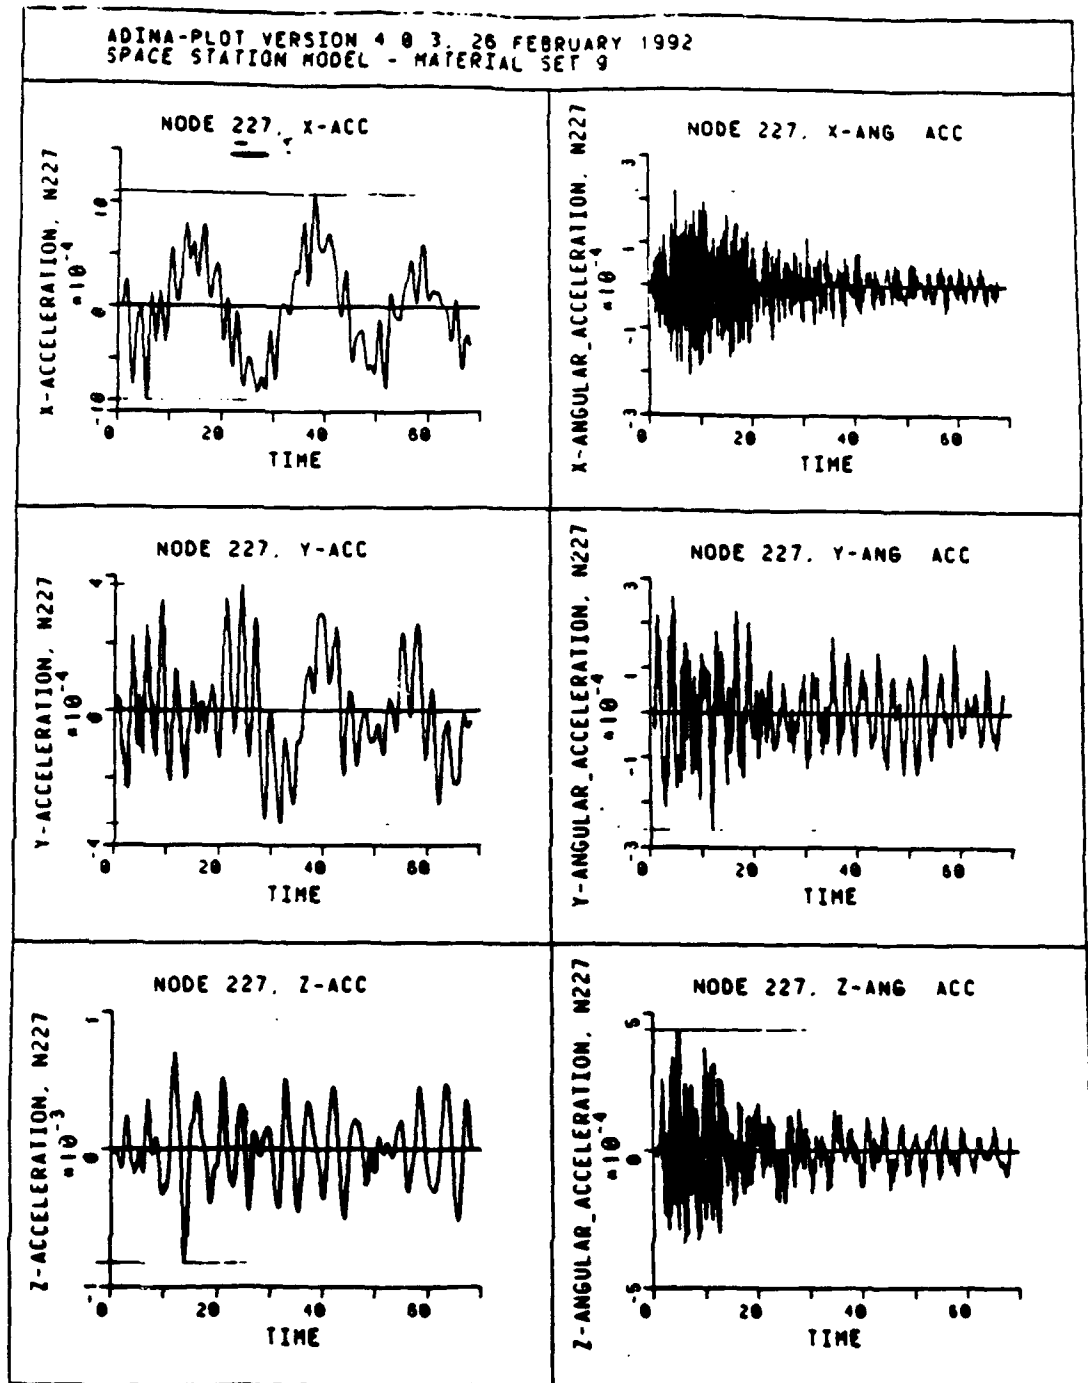 ADINA-PLOT VERSION 4 0 3, 26 FEBRUARY 1992
SPACE STATION MODEL - MATERIAL SET 9
NODE 227, X-ACC
X-ACCELERATION, N227
*10^-4
10
0
-10
0 20 40 60
TIME
NODE 227, X-ANG ACC
X-ANGULAR_ACCELERATION, N227
*10^-4
3
1
-1
-3
0 20 40 60
TIME
NODE 227, Y-ACC
Y-ACCELERATION, N227
*10^-4
4
0
-4
0 20 40 60
TIME
NODE 227, Y-ANG ACC
Y-ANGULAR_ACCELERATION, N227
*10^-4
3
1
-1
-3
0 20 40 60
TIME
NODE 227, Z-ACC
Z-ACCELERATION, N227
*10^-3
1
0
-1
0 20 40 60
TIME
NODE 227, Z-ANG ACC
Z-ANGULAR_ACCELERATION, N227
*10^-4
5
0
-5
0 20 40 60
TIME